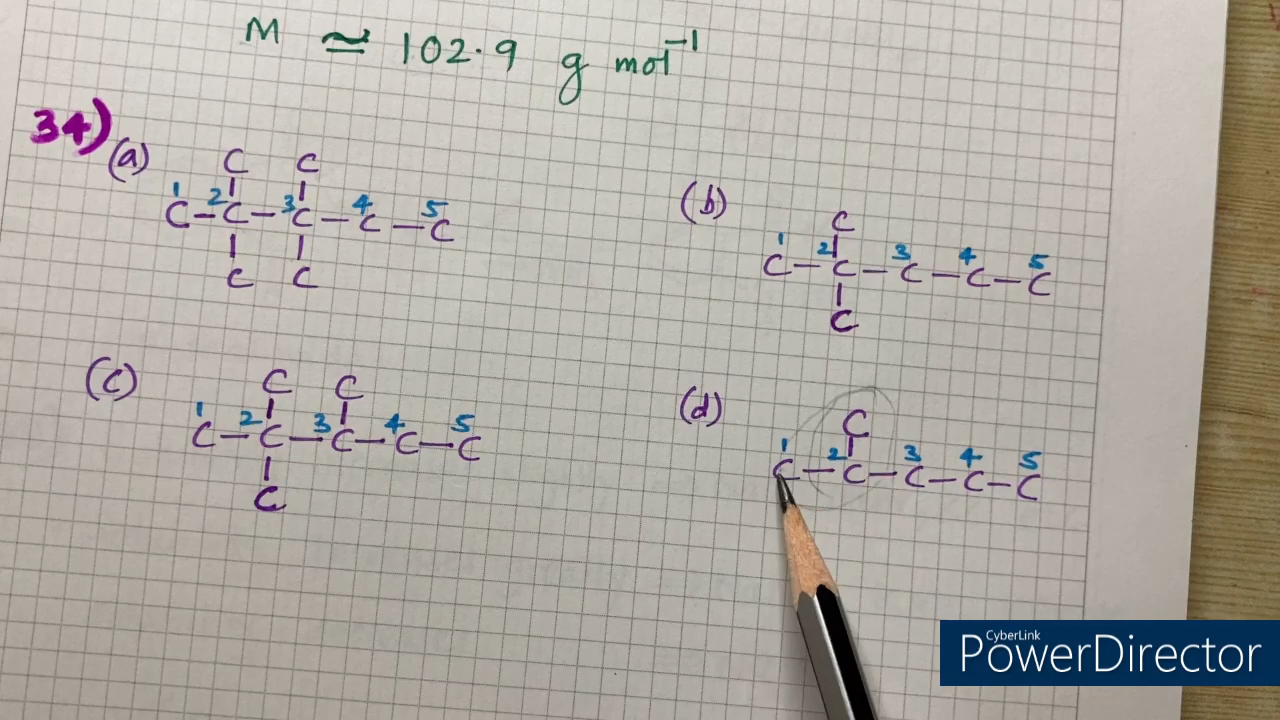 M ≃ 102.9 g mol⁻¹
34)
(a)
C C
1 2 3 4 5
C–C–C–C–C
| |
C C
(b)
C
1 2 3 4 5
C–C–C–C–C
|
C
(c)
C C
1 2 3 4 5
C–C–C–C–C
|
C
(d)
C
1 2 3 4 5
C–C–C–C–C
CyberLink
PowerDirector